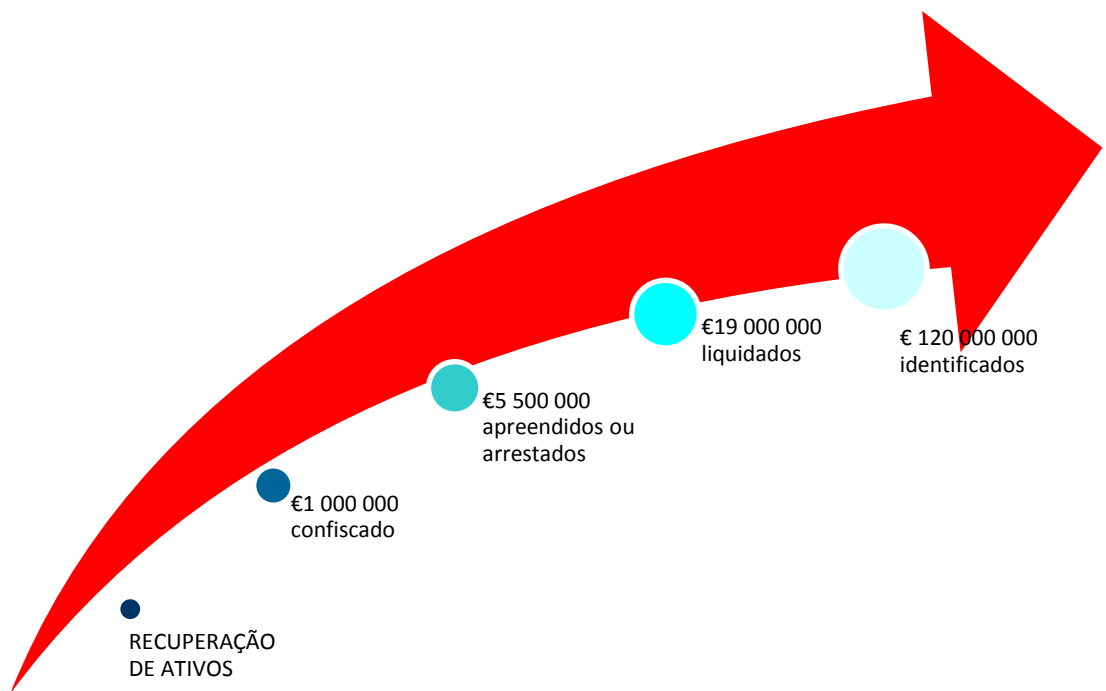 € 120 000 000
identificados
€19 000 000
liquidados
€5 500 000
apreendidos ou
arrestados
€1 000 000
confiscado
RECUPERAÇÃO
DE ATIVOS